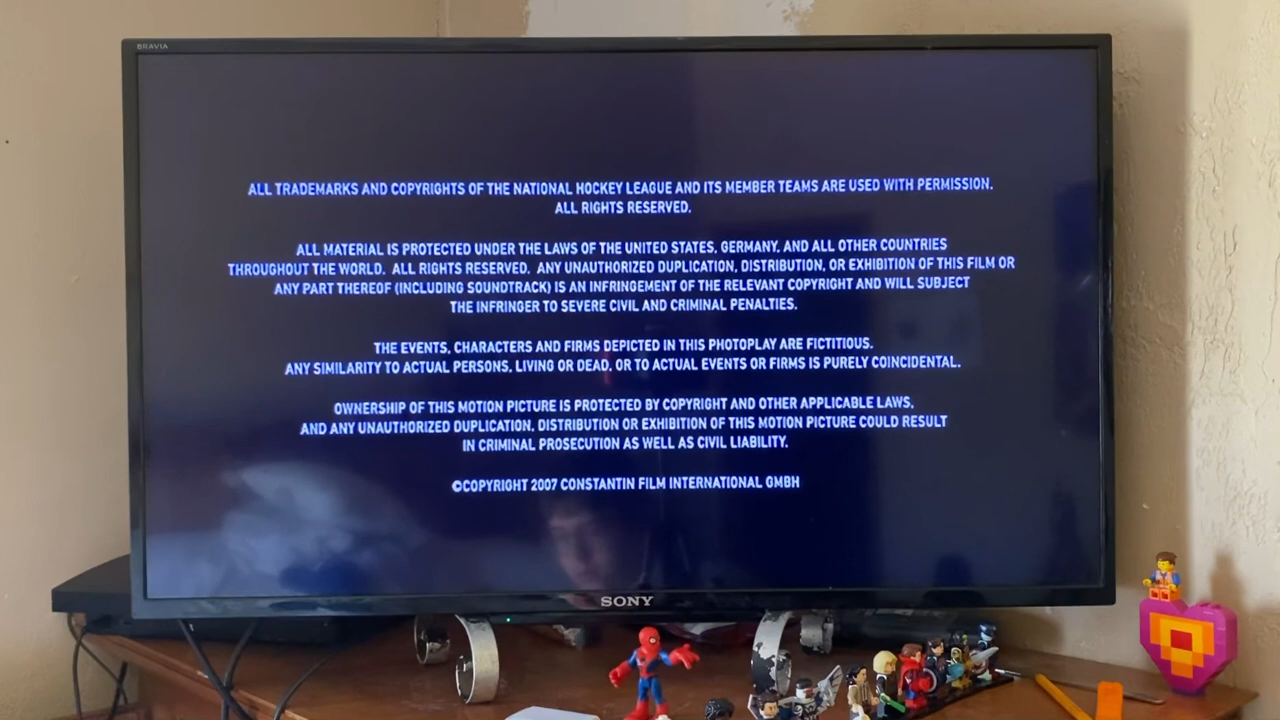 BRAVIA
ALL TRADEMARKS AND COPYRIGHTS OF THE NATIONAL HOCKEY LEAGUE AND ITS MEMBER TEAMS ARE USED WITH PERMISSION.
ALL RIGHTS RESERVED.
ALL MATERIAL IS PROTECTED UNDER THE LAWS OF THE UNITED STATES, GERMANY, AND ALL OTHER COUNTRIES
THROUGHOUT THE WORLD. ALL RIGHTS RESERVED. ANY UNAUTHORIZED DUPLICATION, DISTRIBUTION, OR EXHIBITION OF THIS FILM OR
ANY PART THEREOF (INCLUDING SOUNDTRACK) IS AN INFRINGEMENT OF THE RELEVANT COPYRIGHT AND WILL SUBJECT
THE INFRINGER TO SEVERE CIVIL AND CRIMINAL PENALTIES.
THE EVENTS, CHARACTERS AND FIRMS DEPICTED IN THIS PHOTOPLAY ARE FICTITIOUS.
ANY SIMILARITY TO ACTUAL PERSONS, LIVING OR DEAD, OR TO ACTUAL EVENTS OR FIRMS IS PURELY COINCIDENTAL.
OWNERSHIP OF THIS MOTION PICTURE IS PROTECTED BY COPYRIGHT AND OTHER APPLICABLE LAWS,
AND ANY UNAUTHORIZED DUPLICATION, DISTRIBUTION OR EXHIBITION OF THIS MOTION PICTURE COULD RESULT
IN CRIMINAL PROSECUTION AS WELL AS CIVIL LIABILITY.
©COPYRIGHT 2007 CONSTANTIN FILM INTERNATIONAL GMBH
SONY